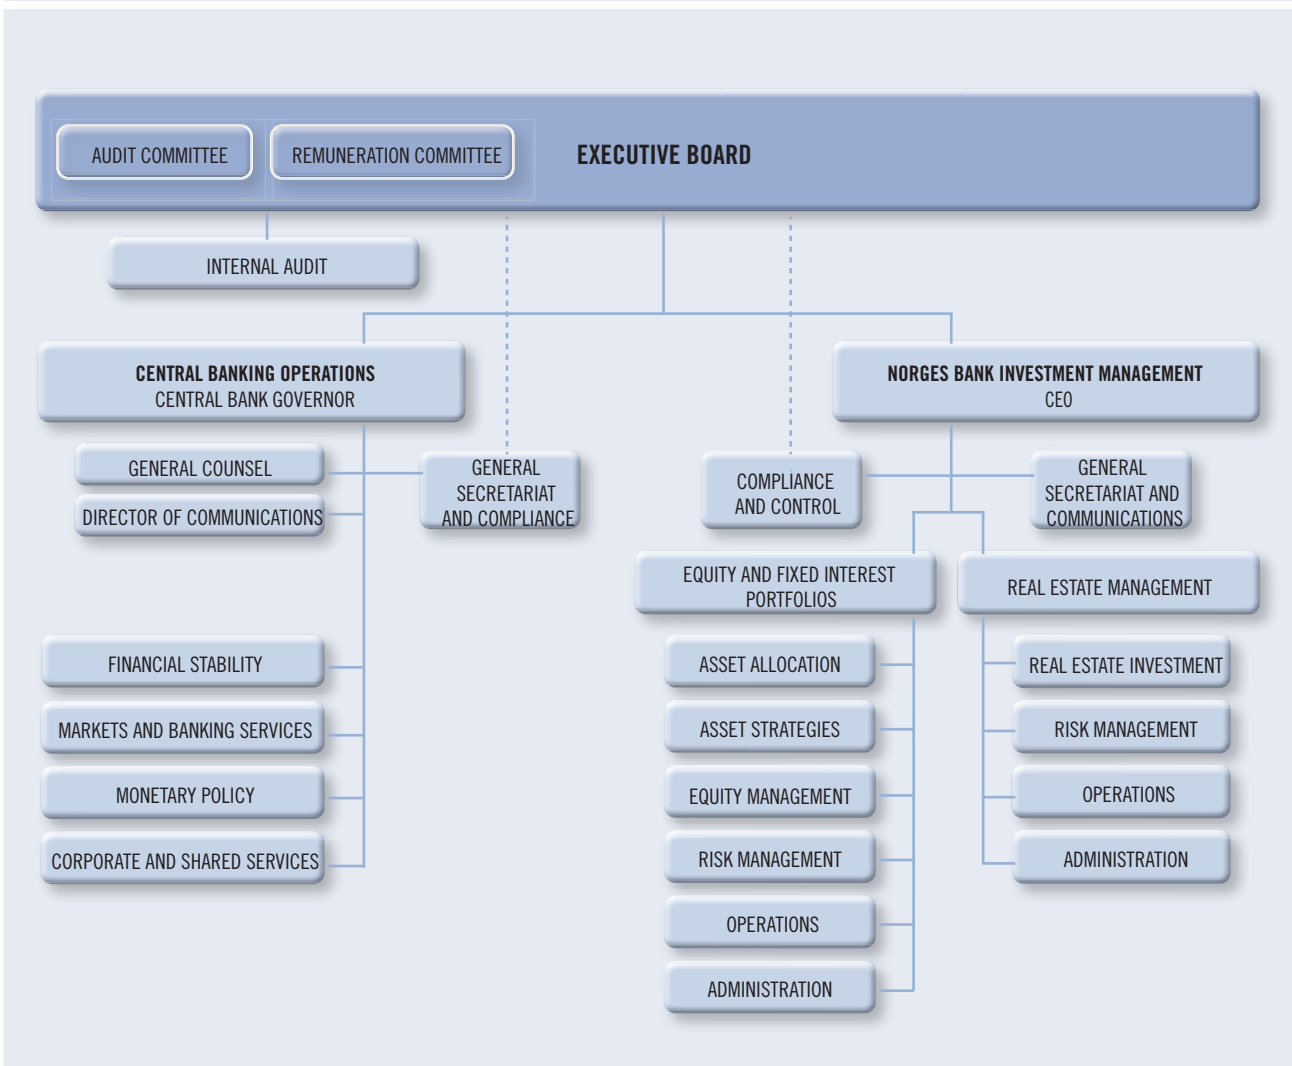 AUDIT COMMITTEE
REMUNERATION COMMITTEE
EXECUTIVE BOARD
INTERNAL AUDIT
CENTRAL BANKING OPERATIONS
CENTRAL BANK GOVERNOR
NORGES BANK INVESTMENT MANAGEMENT
CEO
GENERAL COUNSEL
DIRECTOR OF COMMUNICATIONS
GENERAL
SECRETARIAT
AND COMPLIANCE
COMPLIANCE
AND CONTROL
GENERAL
SECRETARIAT AND
COMMUNICATIONS
EQUITY AND FIXED INTEREST
PORTFOLIOS
REAL ESTATE MANAGEMENT
FINANCIAL STABILITY
MARKETS AND BANKING SERVICES
MONETARY POLICY
CORPORATE AND SHARED SERVICES
ASSET ALLOCATION
ASSET STRATEGIES
EQUITY MANAGEMENT
RISK MANAGEMENT
OPERATIONS
ADMINISTRATION
REAL ESTATE INVESTMENT
RISK MANAGEMENT
OPERATIONS
ADMINISTRATION